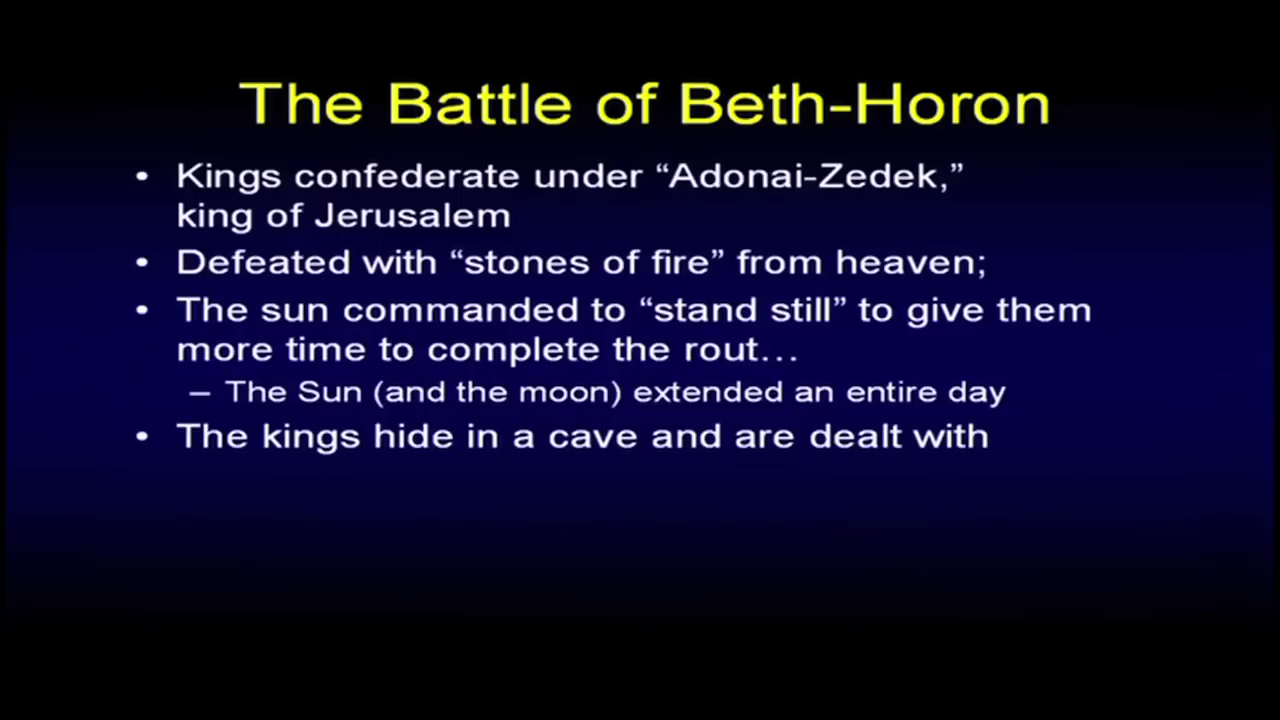 The Battle of Beth-Horon
• Kings confederate under “Adonai-Zedek,”
king of Jerusalem
• Defeated with “stones of fire” from heaven;
• The sun commanded to “stand still” to give them
more time to complete the rout…
– The Sun (and the moon) extended an entire day
• The kings hide in a cave and are dealt with